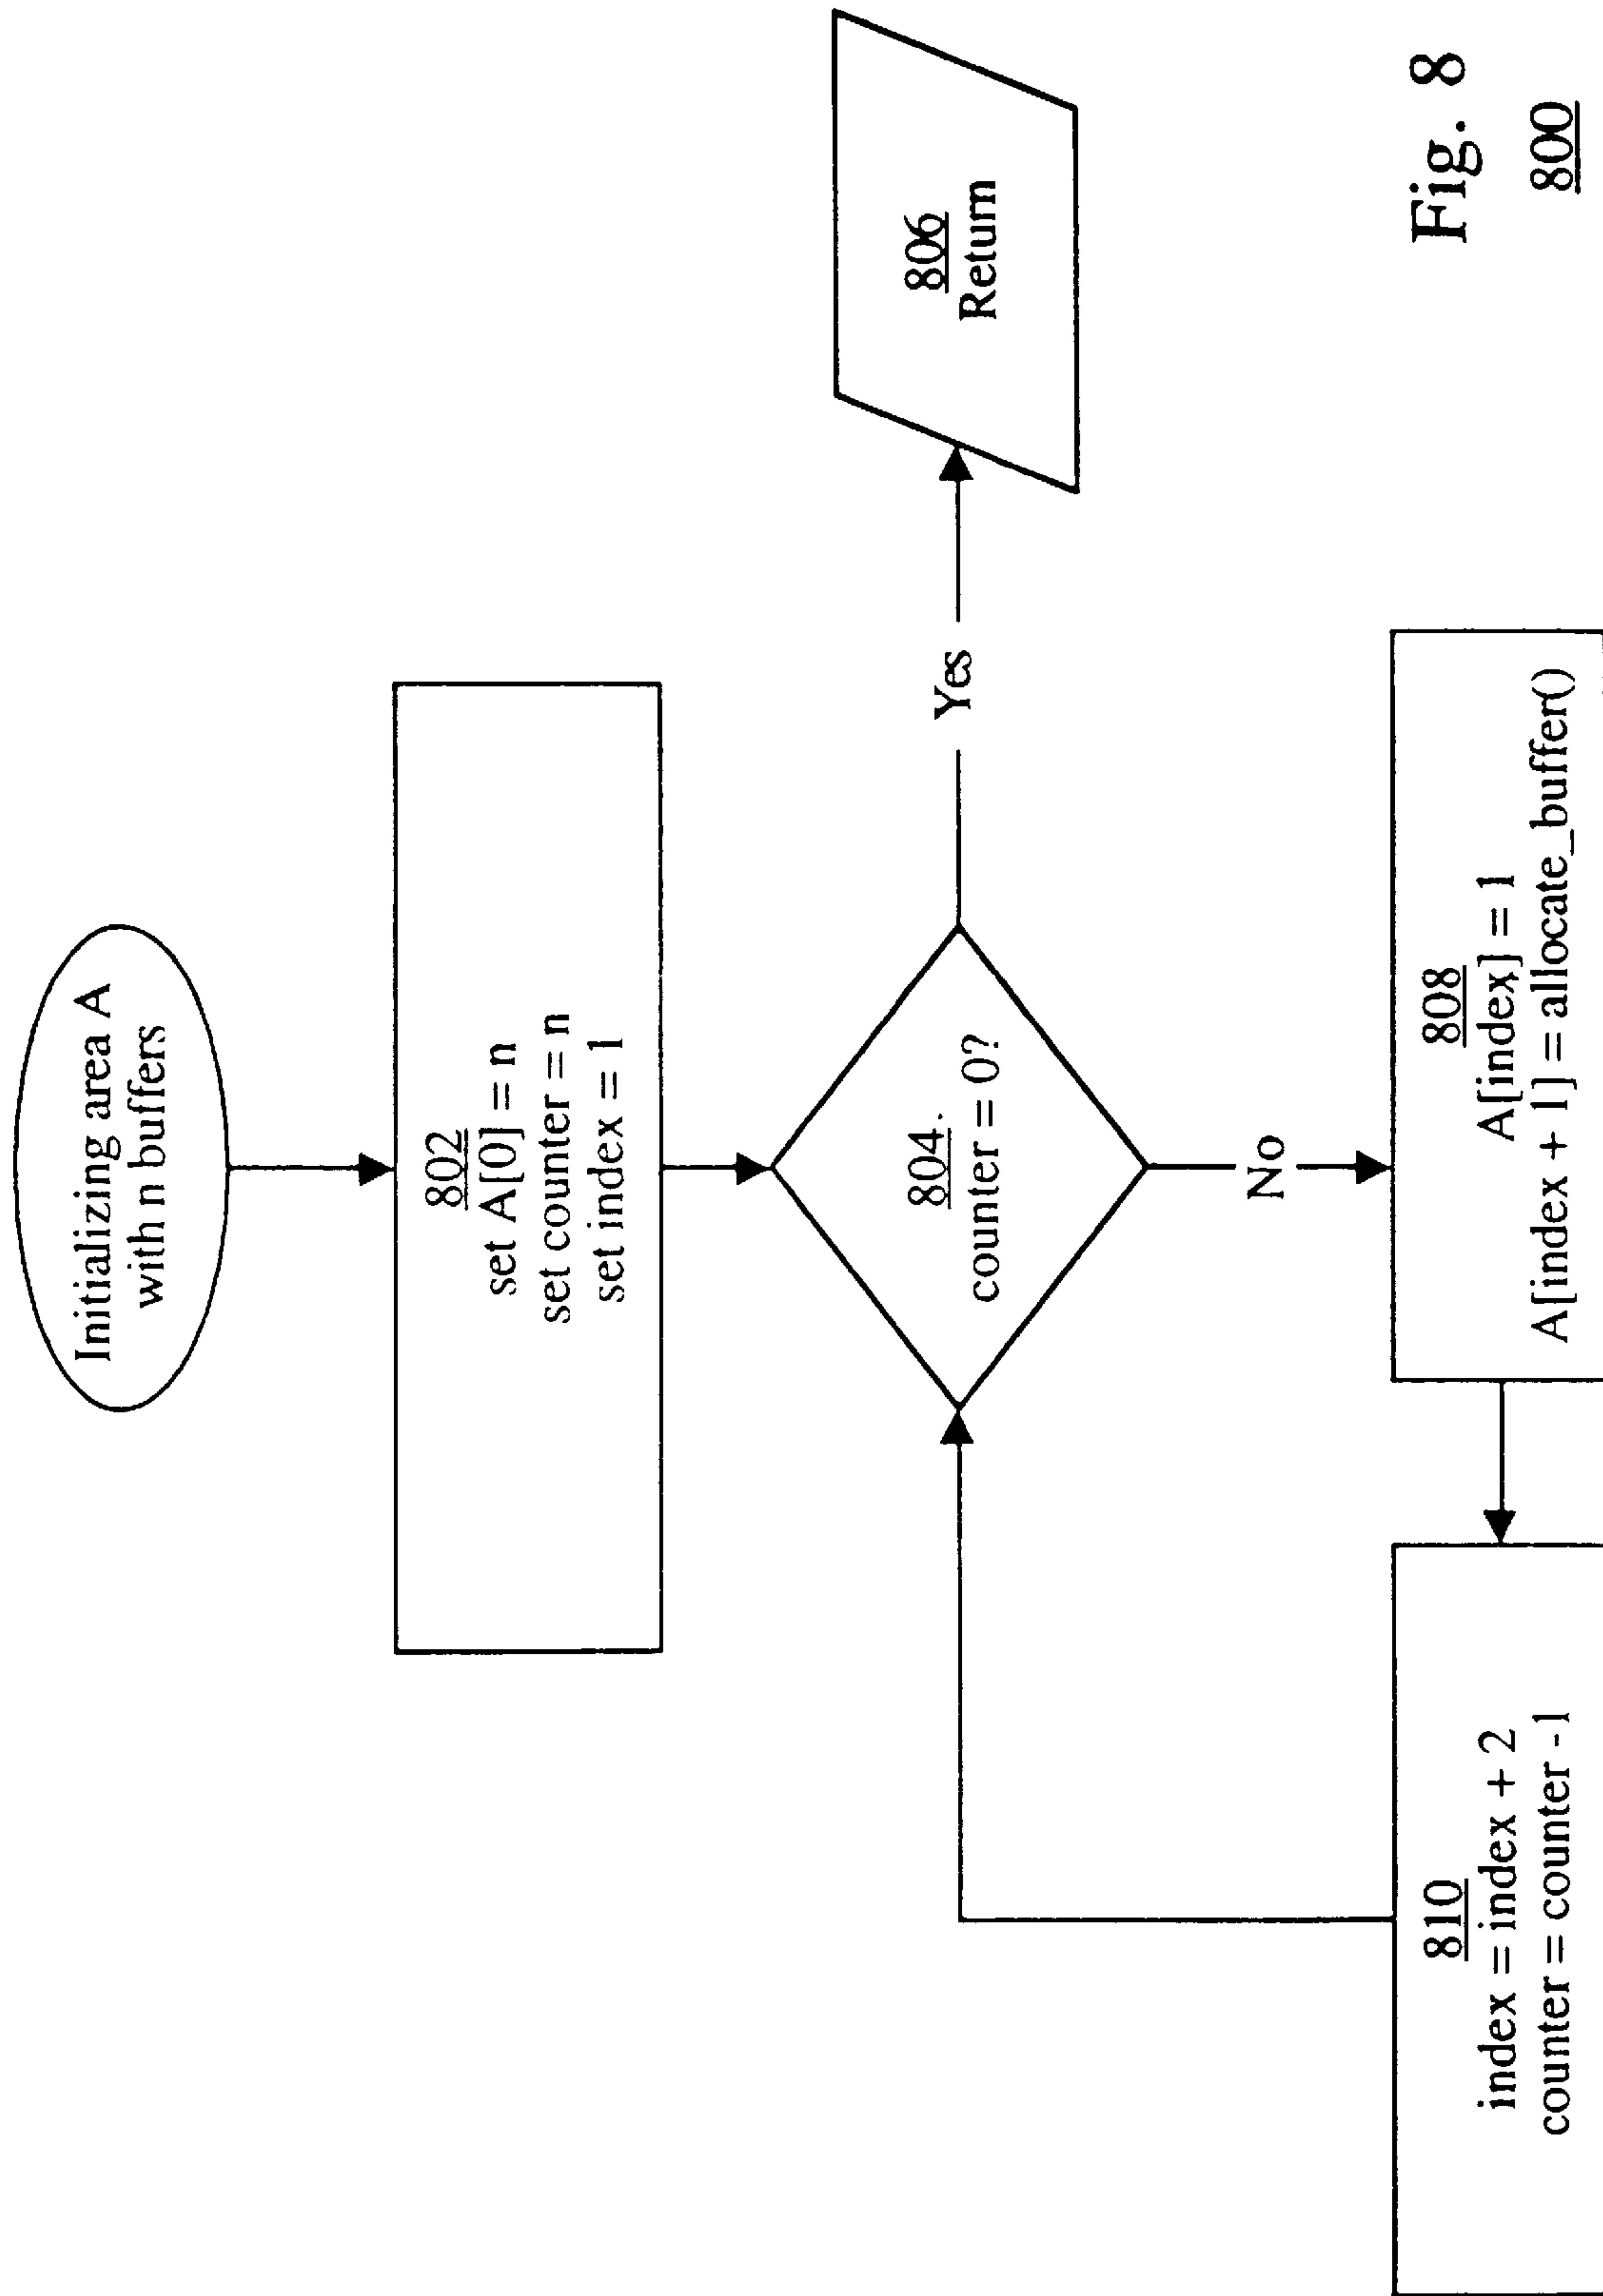 Initializing area A
with n buffers
802
set A[0] = n
set counter = n
set index = 1
804.
counter = 0?
Yes
806
Return
No
808
A[index] = 1
A[index + 1] = allocate_buffer()
810
index = index + 2
counter = counter -1
Fig. 8
800